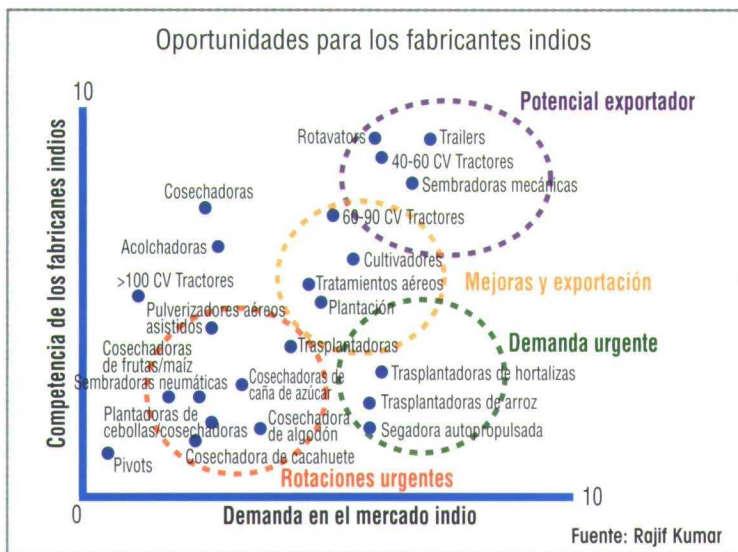 Oportunidades para los fabricantes indios
10
Potencial exportador
Rotavators
Trailers
40-60 CV Tractores
Sembradoras mecánicas
Cosechadoras
60-90 CV Tractores
Acolchadoras
Cultivadores
>100 CV Tractores
Tratamientos aéreos
Mejoras y exportación
Plantación
Pulverizadores aéreos
asistidos
Demanda urgente
Trasplantadoras
Cosechadoras
de frutas/maíz
Trasplantadoras de hortalizas
Sembradoras neumáticas
Cosechadoras de
caña de azúcar
Trasplantadoras de arroz
Plantadoras de
cebollas/cosechadoras
Cosechadora
de algodón
Segadora autopropulsada
Cosechadora de cacahuete
Pivots
Rotaciones urgentes
Competencia de los fabricanes indios
0
Demanda en el mercado indio
10
Fuente: Rajif Kumar